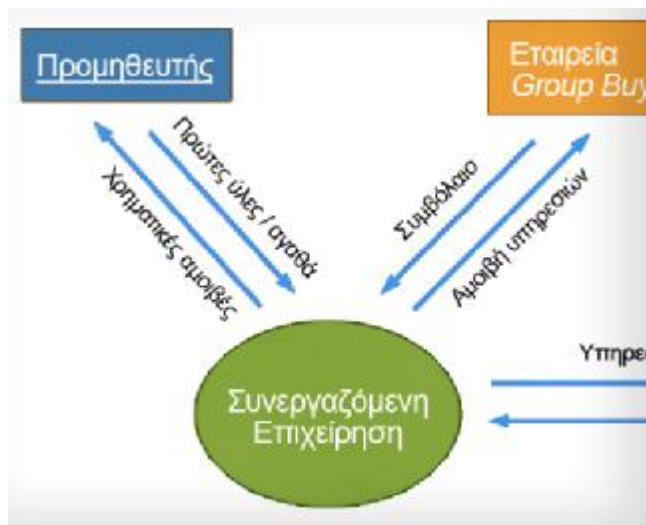 Προμηθευτής
Εταιρεία
Group Buy
Πρώτες ύλες / αγαθά
Χρηματικές αμοιβές
Συμβόλαιο
Αμοιβή υπηρεσιών
Συνεργαζόμενη
Επιχείρηση